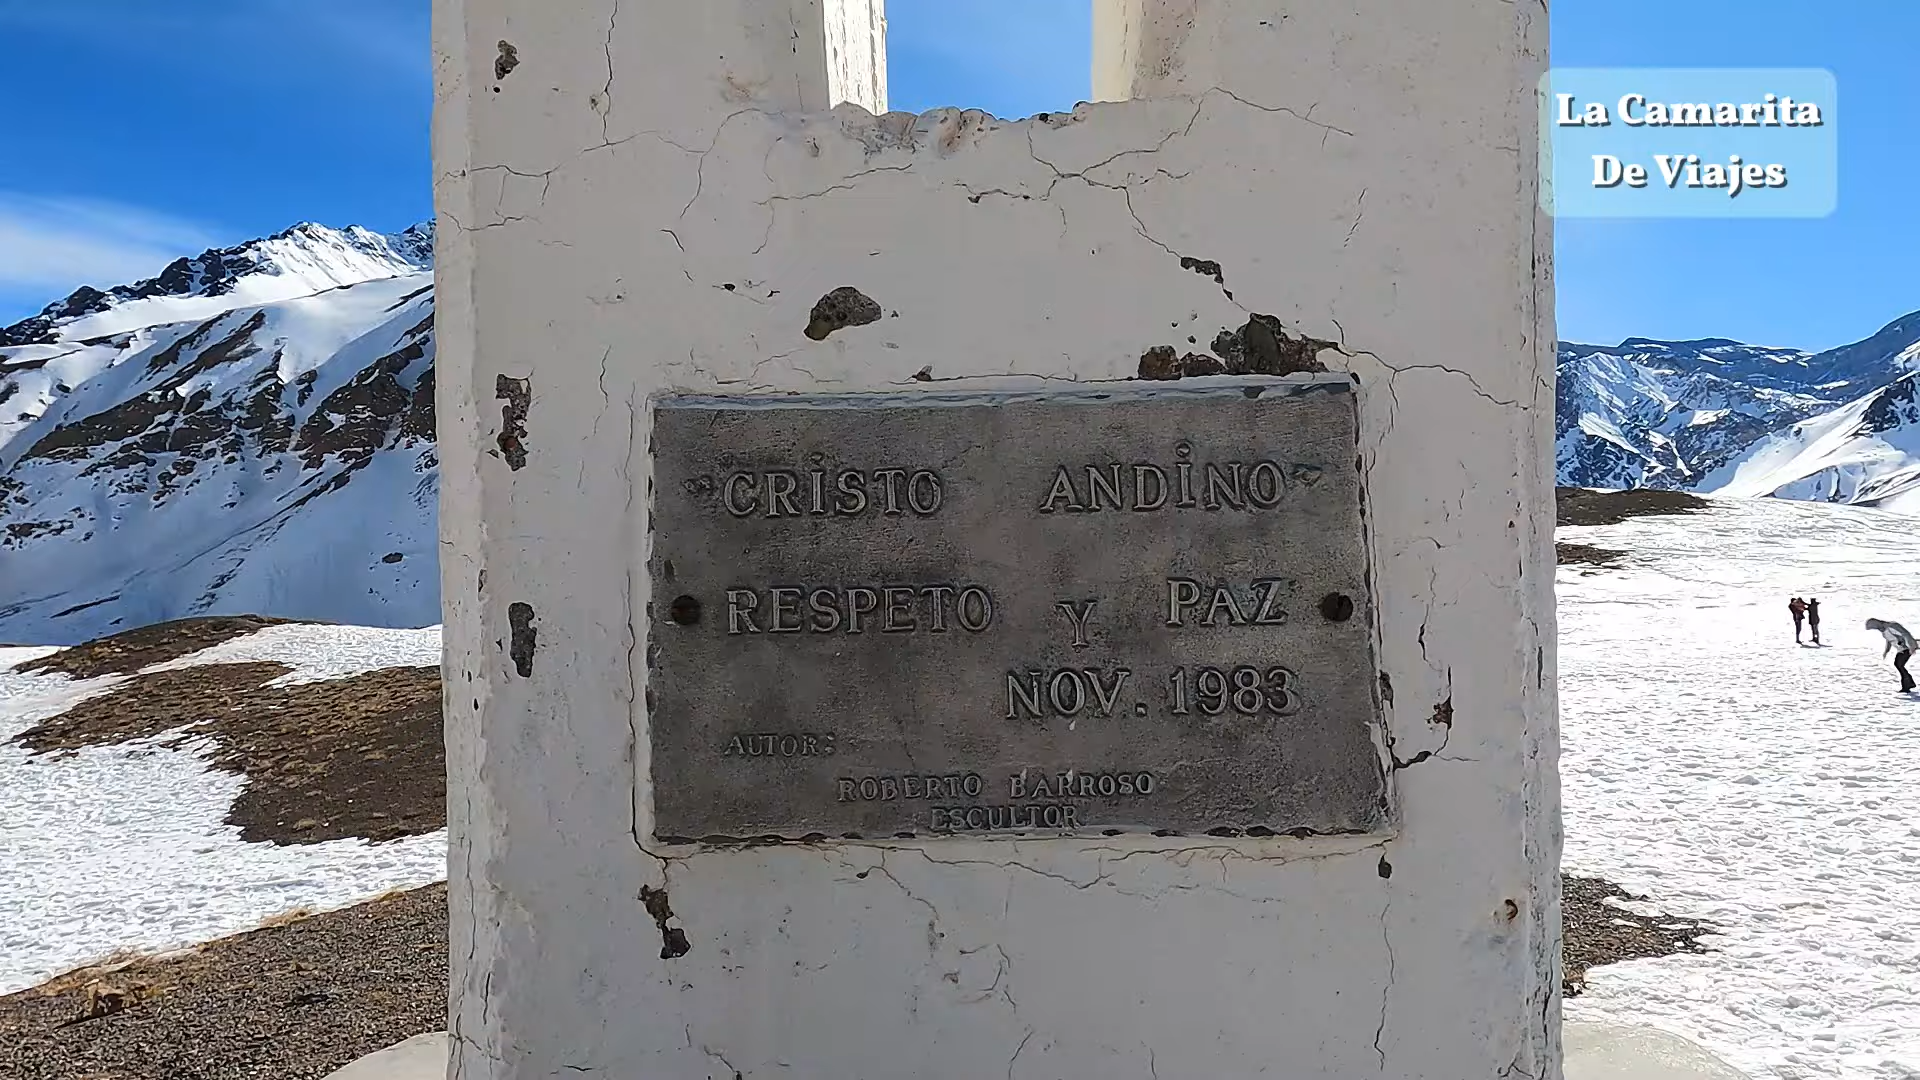 La Camarita
De Viajes
"CRiSTO ANDiNO"
RESPETO Y PAZ
NOV. 1983
AUTOR:
ROBERTO BARROSO
ESCULTOR